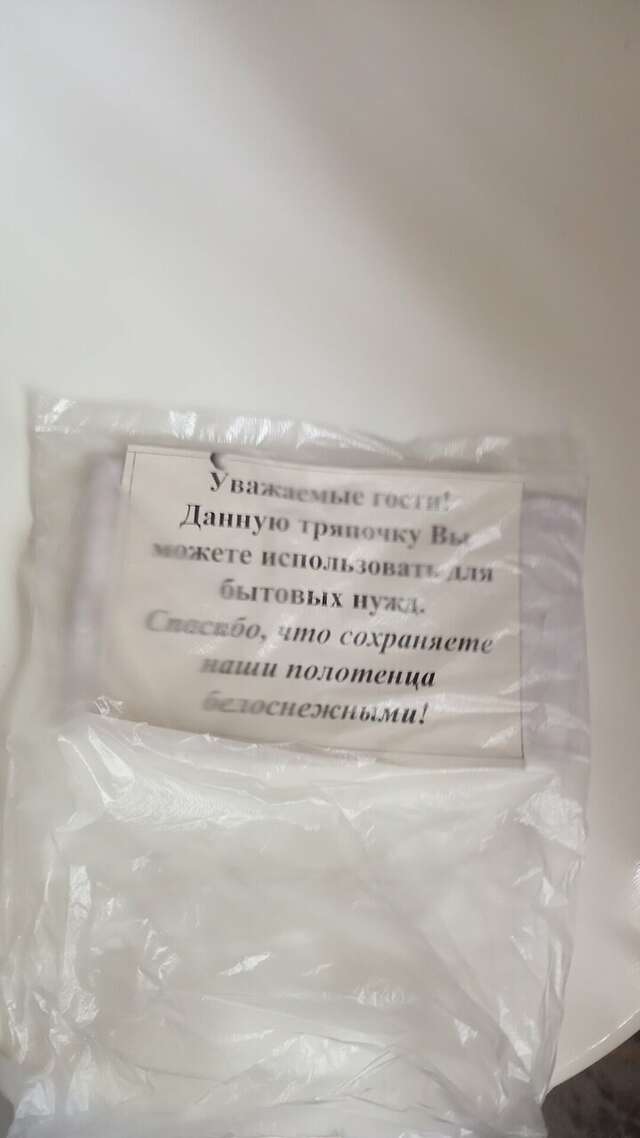 Уважаемые гости!
Данную тряпочку Вы
можете использовать для
бытовых нужд.
Спасибо, что сохраняете
наши полотенца
белоснежными!